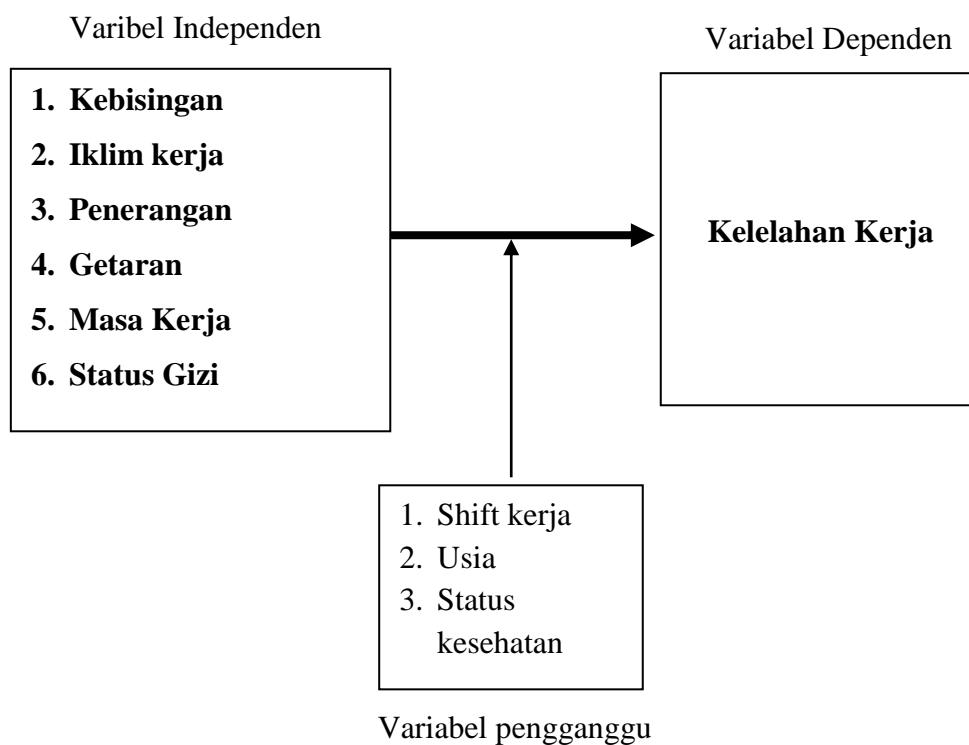 Varibel Independen
1. Kebisingan
2. Iklim kerja
3. Penerangan
4. Getaran
5. Masa Kerja
6. Status Gizi
Variabel Dependen
Kelelahan Kerja
1. Shift kerja
2. Usia
3. Status
kesehatan
Variabel pengganggu